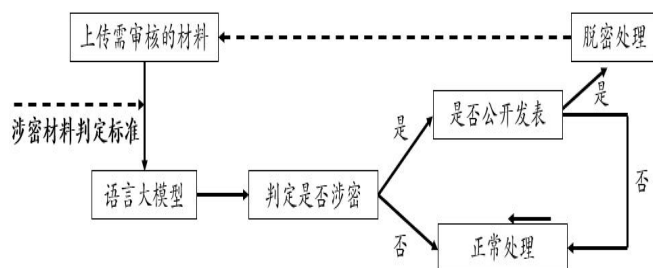 上传需审核的材料
脱密处理
涉密材料判定标准
是
是否公开发表
是
语言大模型
判定是否涉密
否
否
正常处理